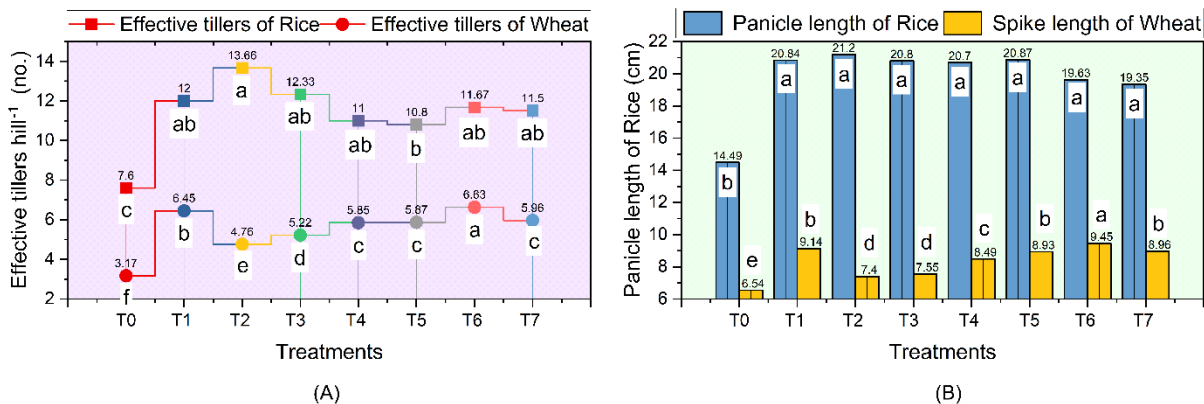 Effective tillers of Rice
Effective tillers of Wheat
Effective tillers hill-1 (no.)
14
12
10
8
6
4
2
7.6
12
13.66
12.33
11
10.8
11.67
11.5
c
ab
a
ab
ab
b
ab
ab
3.17
6.45
4.76
5.22
5.85
5.87
6.63
5.96
f
b
e
d
c
c
a
c
T0 T1 T2 T3 T4 T5 T6 T7
Treatments
(A)
Panicle length of Rice
Spike length of Wheat
Panicle length of Rice (cm)
22
20
18
16
14
12
10
8
6
14.49
20.84
21.2
20.8
20.7
20.87
19.63
19.35
b
a
a
a
a
a
a
a
e
b
d
d
c
b
a
b
6.54
9.14
7.4
7.55
8.49
8.93
9.45
8.96
T0 T1 T2 T3 T4 T5 T6 T7
Treatments
(B)